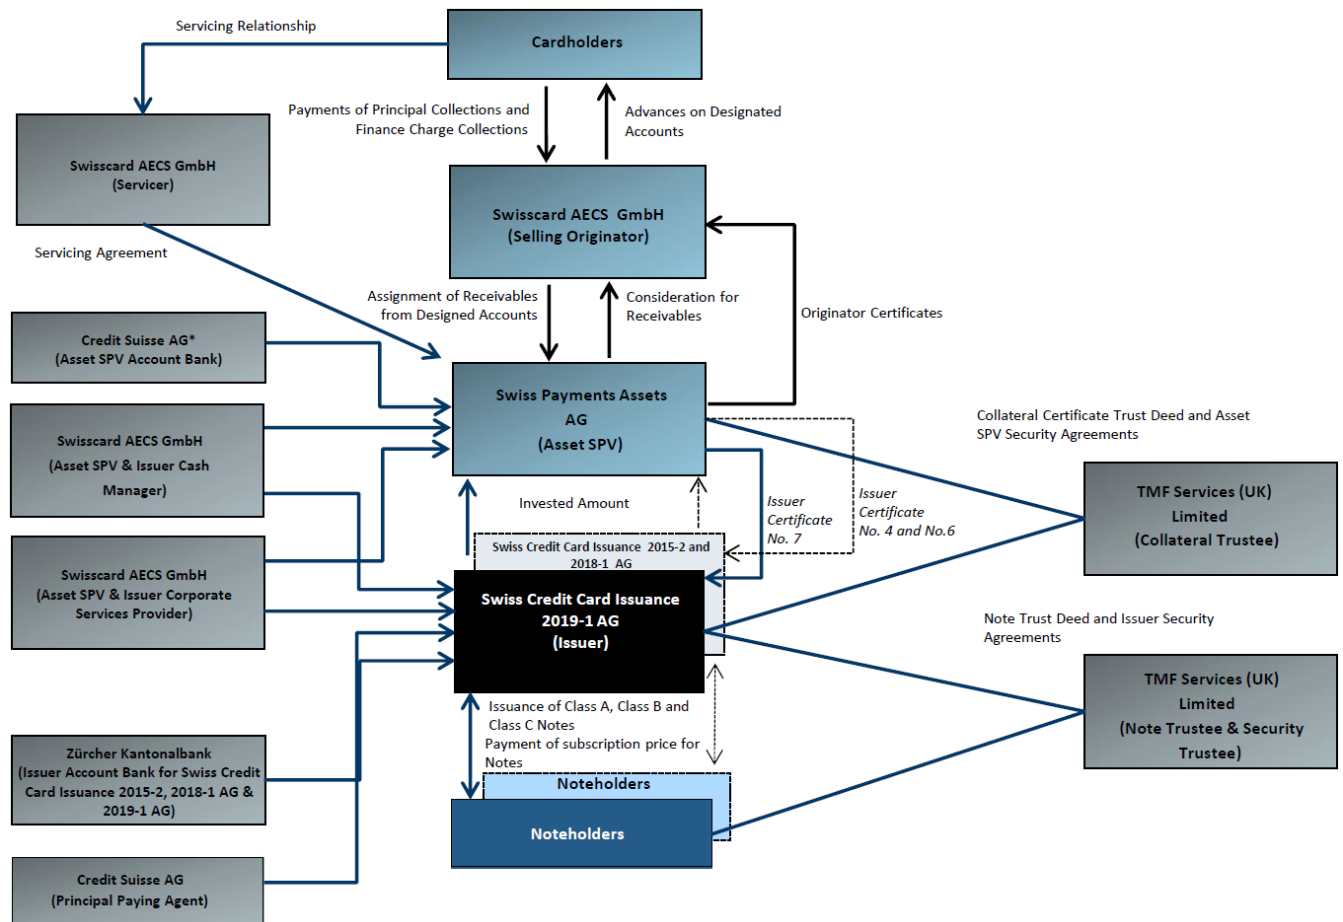 Servicing Relationship
Cardholders
Payments of Principal Collections and
Finance Charge Collections
Advances on Designated
Accounts
Swisscard AECS GmbH
(Servicer)
Swisscard AECS GmbH
(Selling Originator)
Servicing Agreement
Assignment of Receivables
from Designed Accounts
Consideration for
Receivables
Originator Certificates
Credit Suisse AG*
(Asset SPV Account Bank)
Swiss Payments Assets
AG
(Asset SPV)
Swisscard AECS GmbH
(Asset SPV & Issuer Cash
Manager)
Collateral Certificate Trust Deed and Asset
SPV Security Agreements
Invested Amount
Issuer
Certificate
No. 7
Issuer
Certificate
No. 4 and No.6
TMF Services (UK)
Limited
(Collateral Trustee)
Swiss Credit Card Issuance 2015-2 and
2018-1 AG
Swisscard AECS GmbH
(Asset SPV & Issuer Corporate
Services Provider)
Swiss Credit Card Issuance
2019-1 AG
(Issuer)
Note Trust Deed and Issuer Security
Agreements
TMF Services (UK)
Limited
(Note Trustee & Security
Trustee)
Issuance of Class A, Class B and
Class C Notes
Payment of subscription price for
Notes
Zürcher Kantonalbank
(Issuer Account Bank for Swiss Credit
Card Issuance 2015-2, 2018-1 AG &
2019-1 AG)
Noteholders
Noteholders
Credit Suisse AG
(Principal Paying Agent)